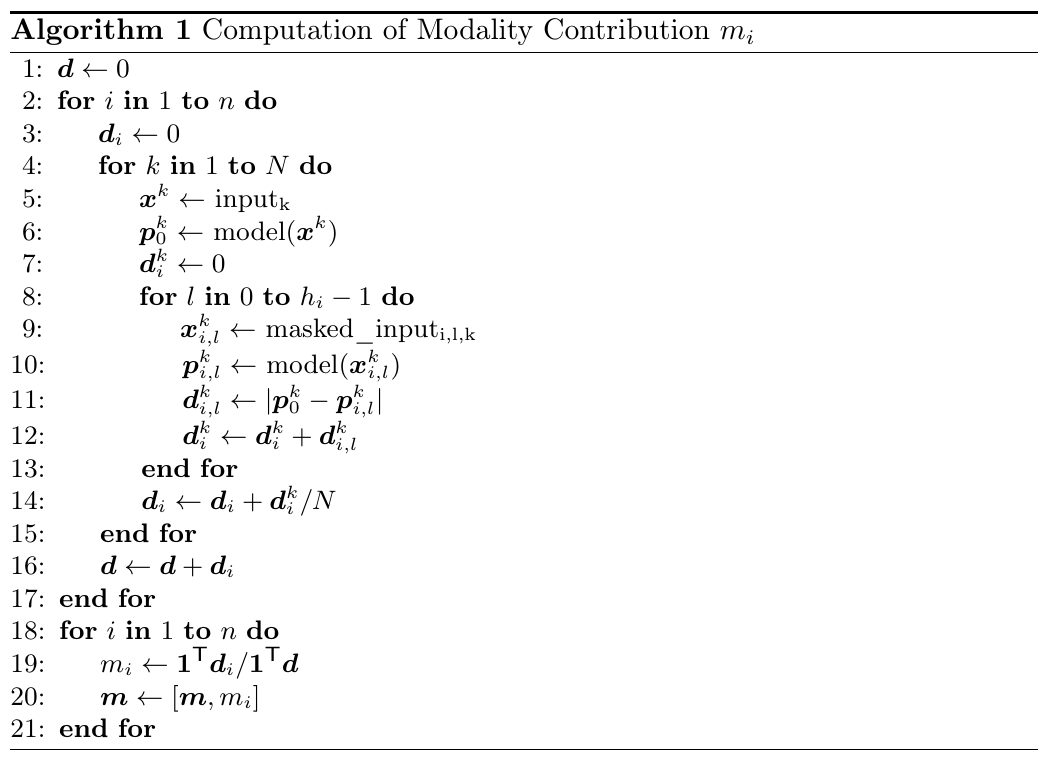 Algorithm 1 Computation of Modality Contribution $m_i$
1: $\boldsymbol{d} \leftarrow 0$
2: for $i$ in 1 to $n$ do
3: $\boldsymbol{d}_i \leftarrow 0$
4: for $k$ in 1 to $N$ do
5: $\boldsymbol{x}^k \leftarrow \mathrm{input_k}$
6: $\boldsymbol{p}_0^k \leftarrow \mathrm{model}(\boldsymbol{x}^k)$
7: $\boldsymbol{d}_i^k \leftarrow 0$
8: for $l$ in 0 to $h_i - 1$ do
9: $\boldsymbol{x}_{i,l}^k \leftarrow \mathrm{masked\_input_{i,l,k}}$
10: $\boldsymbol{p}_{i,l}^k \leftarrow \mathrm{model}(\boldsymbol{x}_{i,l}^k)$
11: $\boldsymbol{d}_{i,l}^k \leftarrow |\boldsymbol{p}_0^k - \boldsymbol{p}_{i,l}^k|$
12: $\boldsymbol{d}_i^k \leftarrow \boldsymbol{d}_i^k + \boldsymbol{d}_{i,l}^k$
13: end for
14: $\boldsymbol{d}_i \leftarrow \boldsymbol{d}_i + \boldsymbol{d}_i^k / N$
15: end for
16: $\boldsymbol{d} \leftarrow \boldsymbol{d} + \boldsymbol{d}_i$
17: end for
18: for $i$ in 1 to $n$ do
19: $m_i \leftarrow \mathbf{1}^\mathsf{T} \boldsymbol{d}_i / \mathbf{1}^\mathsf{T} \boldsymbol{d}$
20: $\boldsymbol{m} \leftarrow [\boldsymbol{m}, m_i]$
21: end for